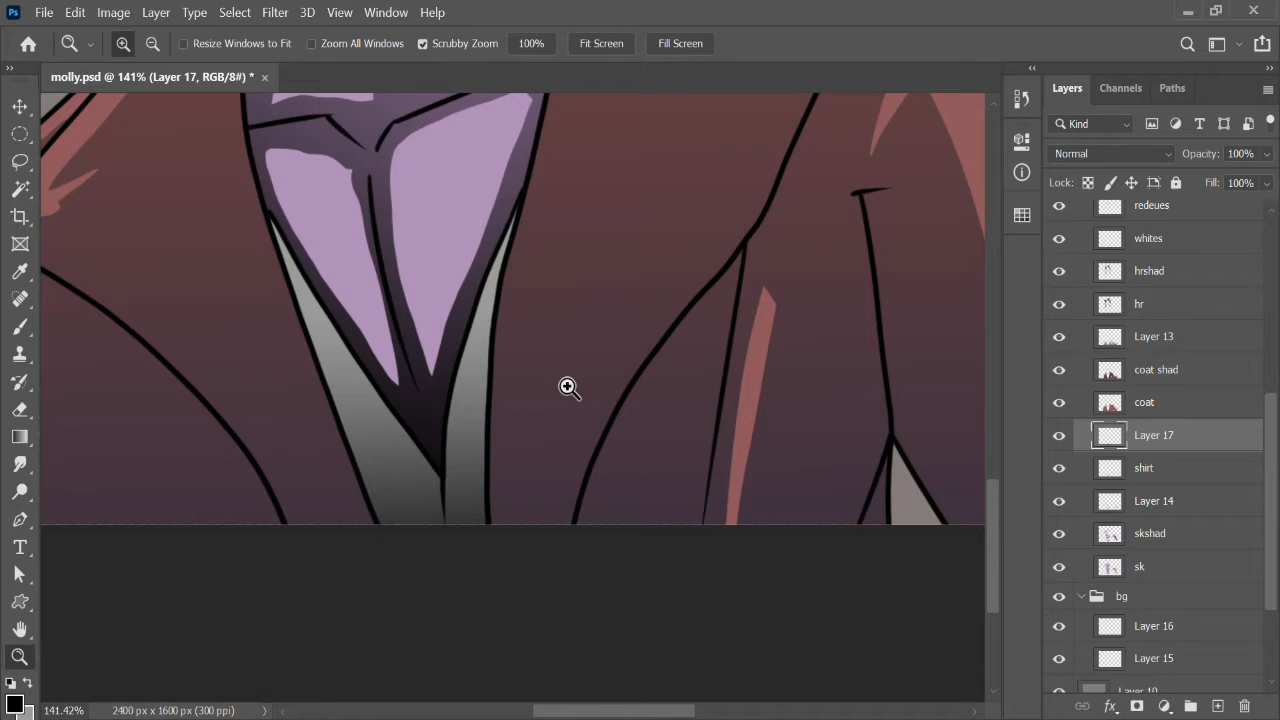 Ps File Edit Image Layer Type Select Filter 3D View Window Help
Resize Windows to Fit Zoom All Windows Scrubby Zoom 100% Fit Screen Fill Screen
molly.psd @ 141% (Layer 17, RGB/8#) * ×
Layers Channels Paths
Kind
Normal Opacity: 100%
Lock: Fill: 100%
redeues
whites
hrshad
hr
Layer 13
coat shad
coat
Layer 17
shirt
Layer 14
skshad
sk
bg
Layer 16
Layer 15
Layer 10
141.42% 2400 px x 1600 px (300 ppi)